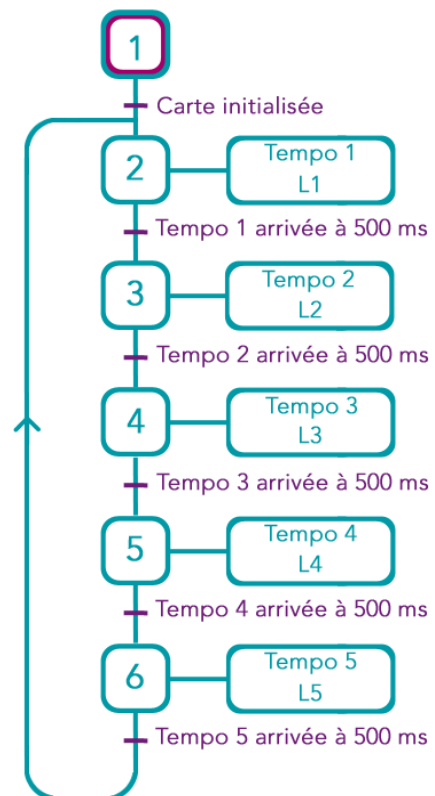 1
Carte initialisée
2
Tempo 1
L1
Tempo 1 arrivée à 500 ms
3
Tempo 2
L2
Tempo 2 arrivée à 500 ms
4
Tempo 3
L3
Tempo 3 arrivée à 500 ms
5
Tempo 4
L4
Tempo 4 arrivée à 500 ms
6
Tempo 5
L5
Tempo 5 arrivée à 500 ms